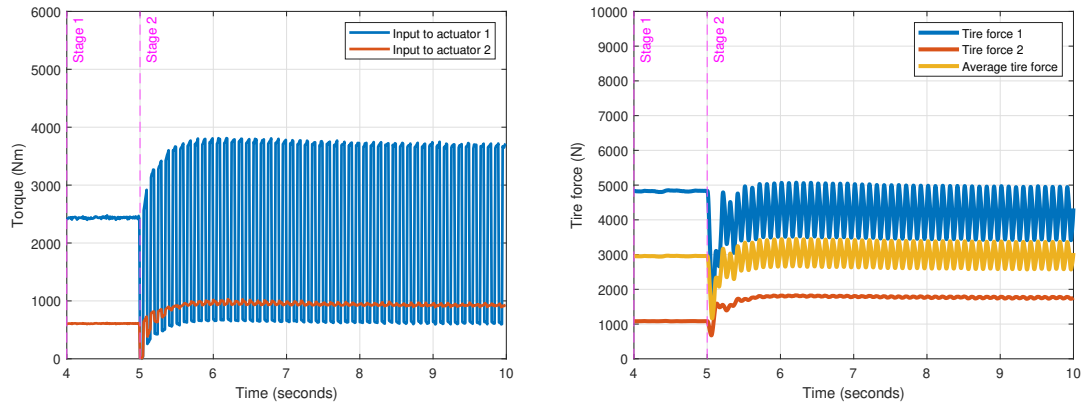 6000
5000
4000
3000
2000
1000
0
Torque (Nm)
Stage 1
Stage 2
Input to actuator 1
Input to actuator 2
4 5 6 7 8 9 10
Time (seconds)
10000
9000
8000
7000
6000
5000
4000
3000
2000
1000
0
Tire force (N)
Stage 1
Stage 2
Tire force 1
Tire force 2
Average tire force
4 5 6 7 8 9 10
Time (seconds)